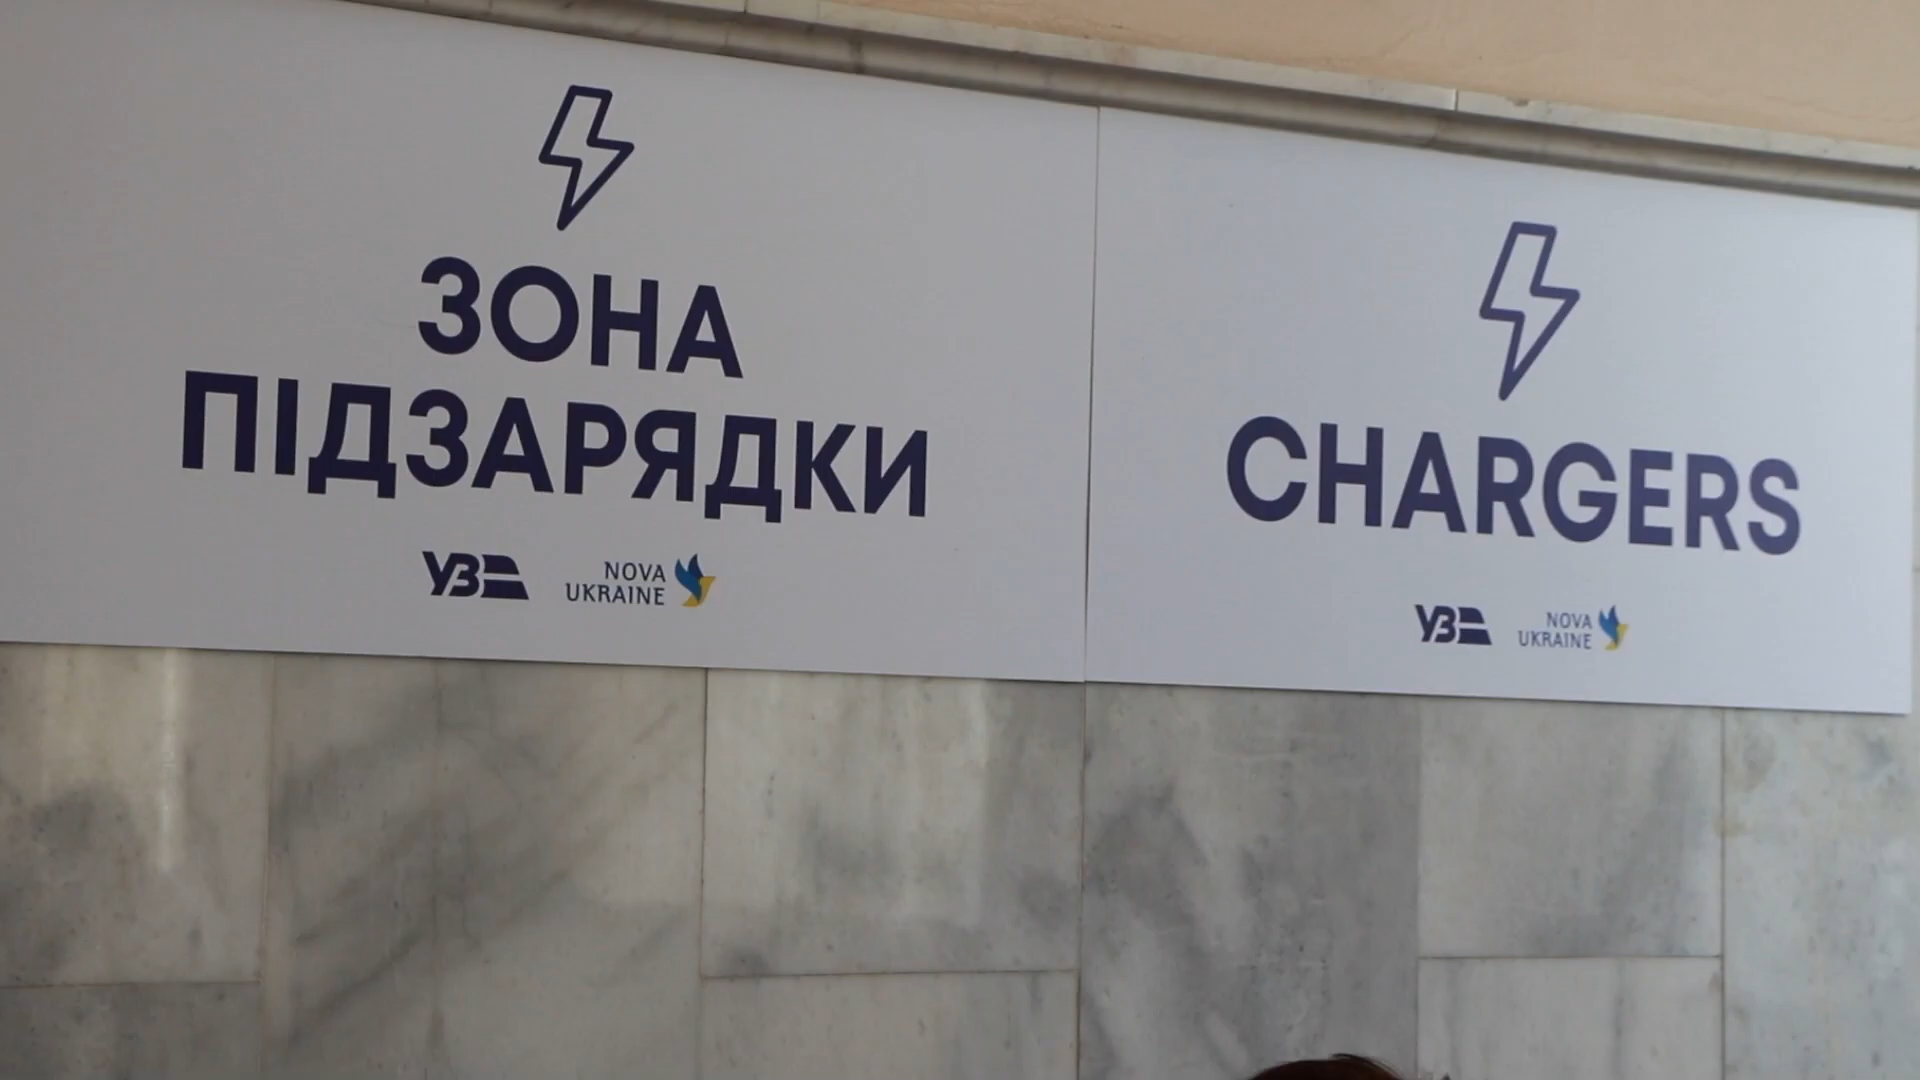 ЗОНА
ПІДЗАРЯДКИ
УЗ
NOVA
UKRAINE
CHARGERS
УЗ
NOVA
UKRAINE